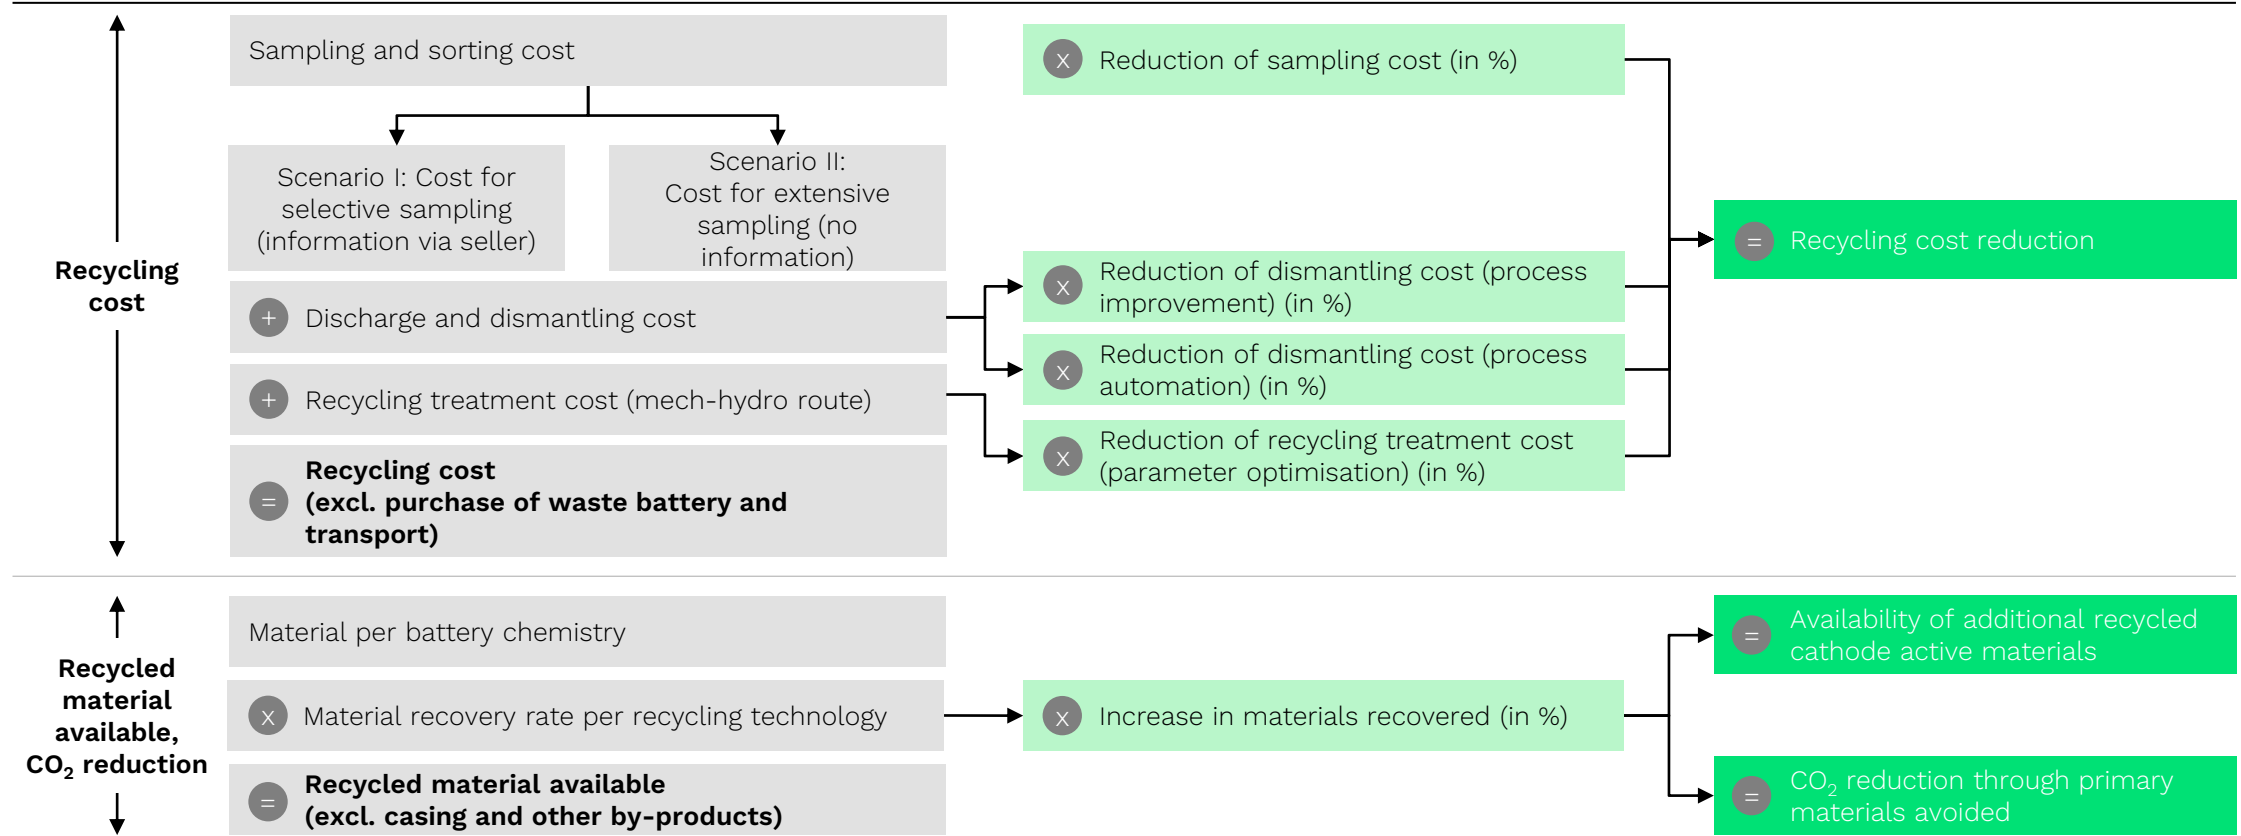 Recycling
cost
Sampling and sorting cost
Scenario I: Cost for
selective sampling
(information via seller)
Scenario II:
Cost for extensive
sampling (no
information)
+ Discharge and dismantling cost
+ Recycling treatment cost (mech-hydro route)
= Recycling cost
(excl. purchase of waste battery and
transport)
x Reduction of sampling cost (in %)
x Reduction of dismantling cost (process
improvement) (in %)
x Reduction of dismantling cost (process
automation) (in %)
x Reduction of recycling treatment cost
(parameter optimisation) (in %)
= Recycling cost reduction
Recycled
material
available,
CO₂ reduction
Material per battery chemistry
x Material recovery rate per recycling technology
= Recycled material available
(excl. casing and other by-products)
x Increase in materials recovered (in %)
= Availability of additional recycled
cathode active materials
= CO₂ reduction through primary
materials avoided